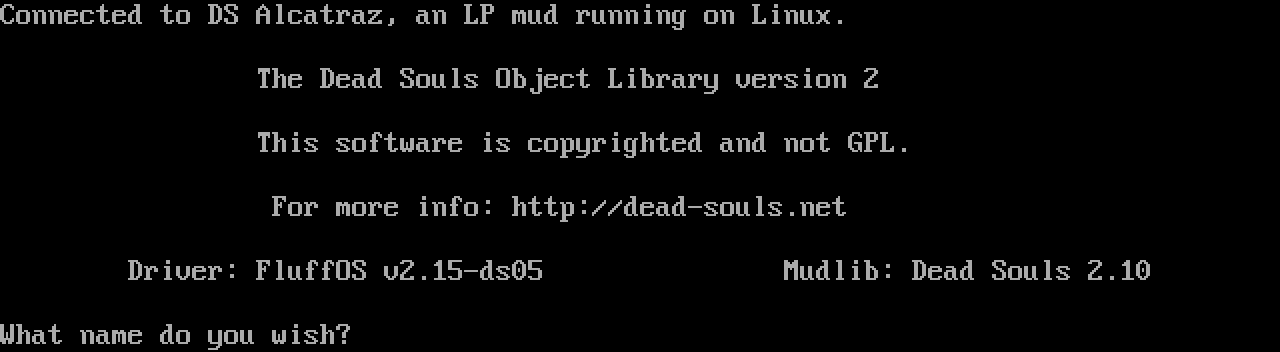 Connected to DS Alcatraz, an LP mud running on Linux.
The Dead Souls Object Library version 2
This software is copyrighted and not GPL.
For more info: http://dead-souls.net
Driver: FluffOS v2.15-ds05 Mudlib: Dead Souls 2.10
What name do you wish?